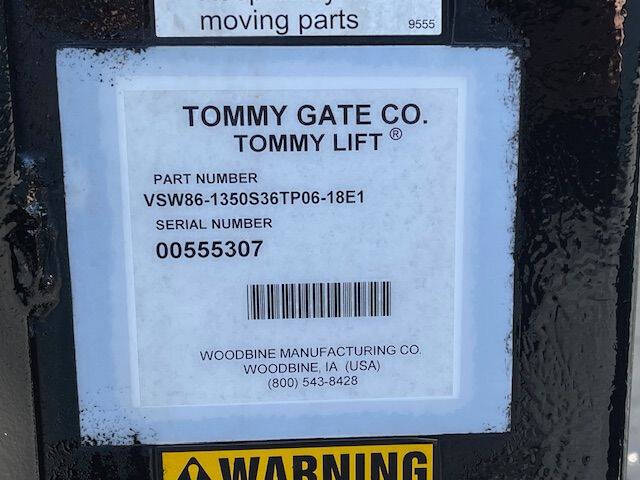 moving parts
9555
TOMMY GATE CO.
TOMMY LIFT ®
PART NUMBER
VSW86-1350S36TP06-18E1
SERIAL NUMBER
00555307
WOODBINE MANUFACTURING CO.
WOODBINE, IA (USA)
(800) 543-8428
WARNING